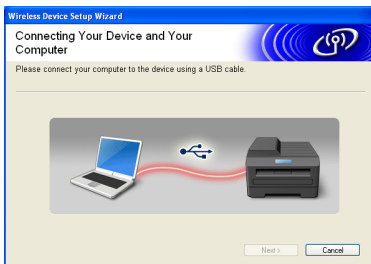 Wireless Device Setup Wizard
Connecting Your Device and Your
Computer
Please connect your computer to the device using a USB cable.
Next >
Cancel